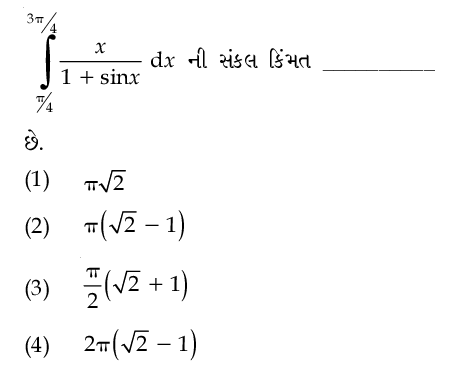 ∫_{π/4}^{3π/4} x/(1 + sinx) dx ની સંકલ કિંમત __________
છે.
(1) π√2
(2) π(√2 − 1)
(3) π/2(√2 + 1)
(4) 2π(√2 − 1)